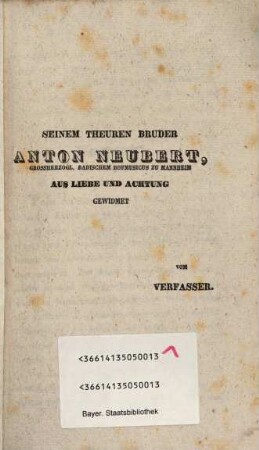 SEINEM THEUREN BRUDER
ANTON NEUBERT,
GROSSHERZOGL. BADISCHEM HOFMUSICUS ZU MANNHEIM
AUS LIEBE UND ACHTUNG
GEWIDMET
VOM
VERFASSER.
<36614135050013
<36614135050013
Bayer. Staatsbibliothek